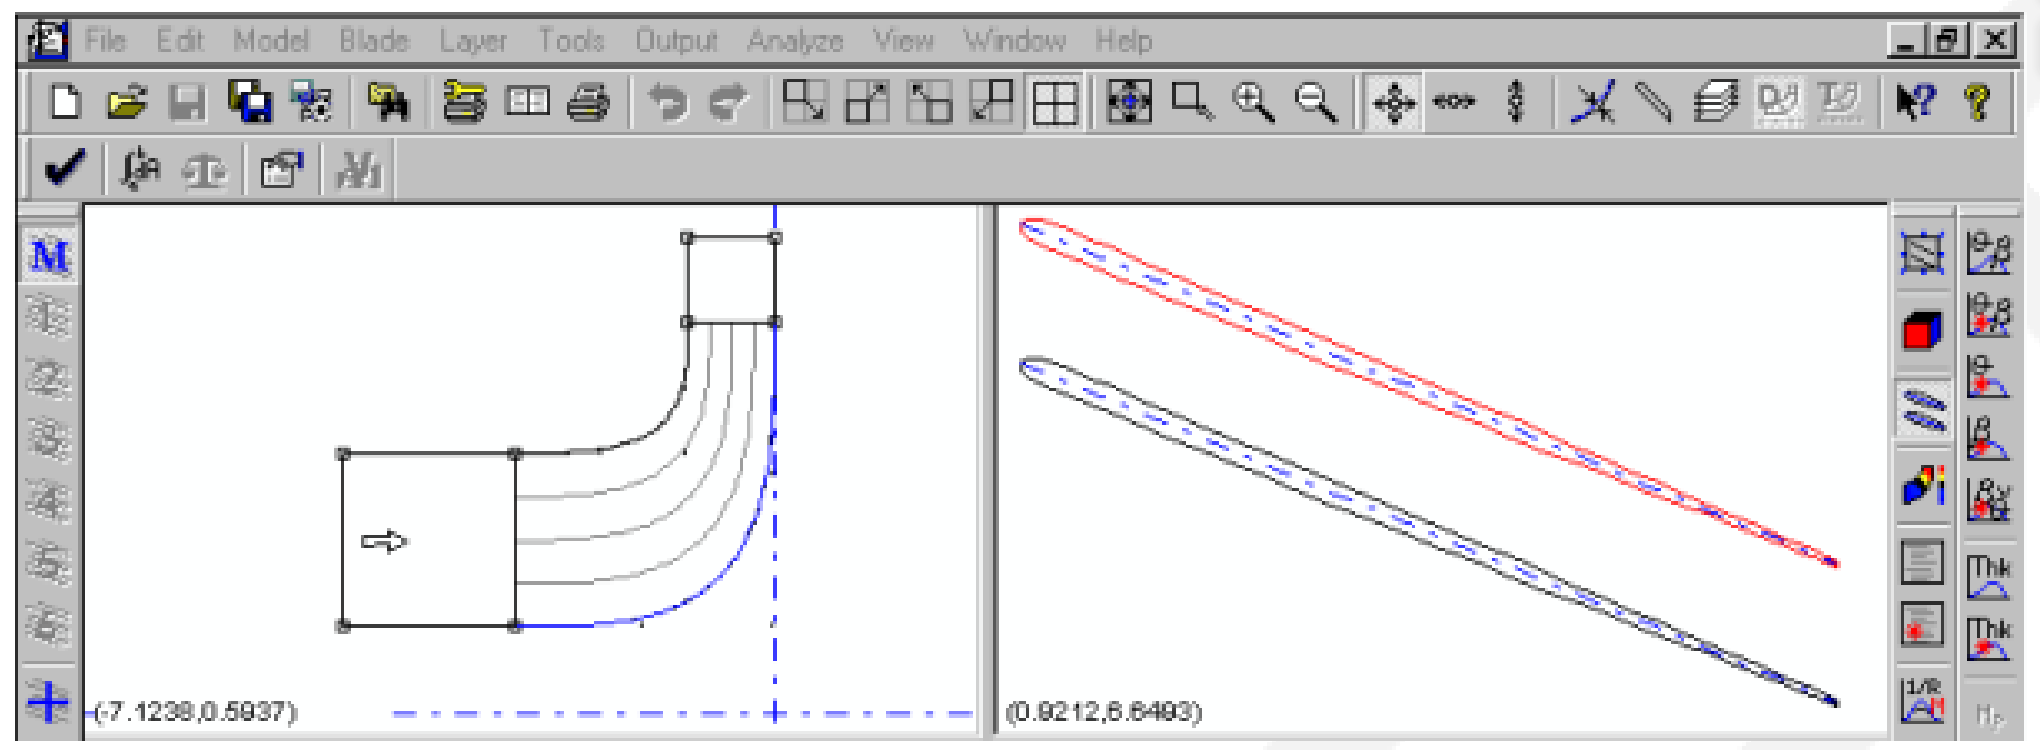 File Edit Model Blade Layer Tools Output Analyze View Window Help
M
1
2
3
4
5
6
(-7.1238,0.5937)
(0.9212,6.6493)
Thk
Thk
1/R
M